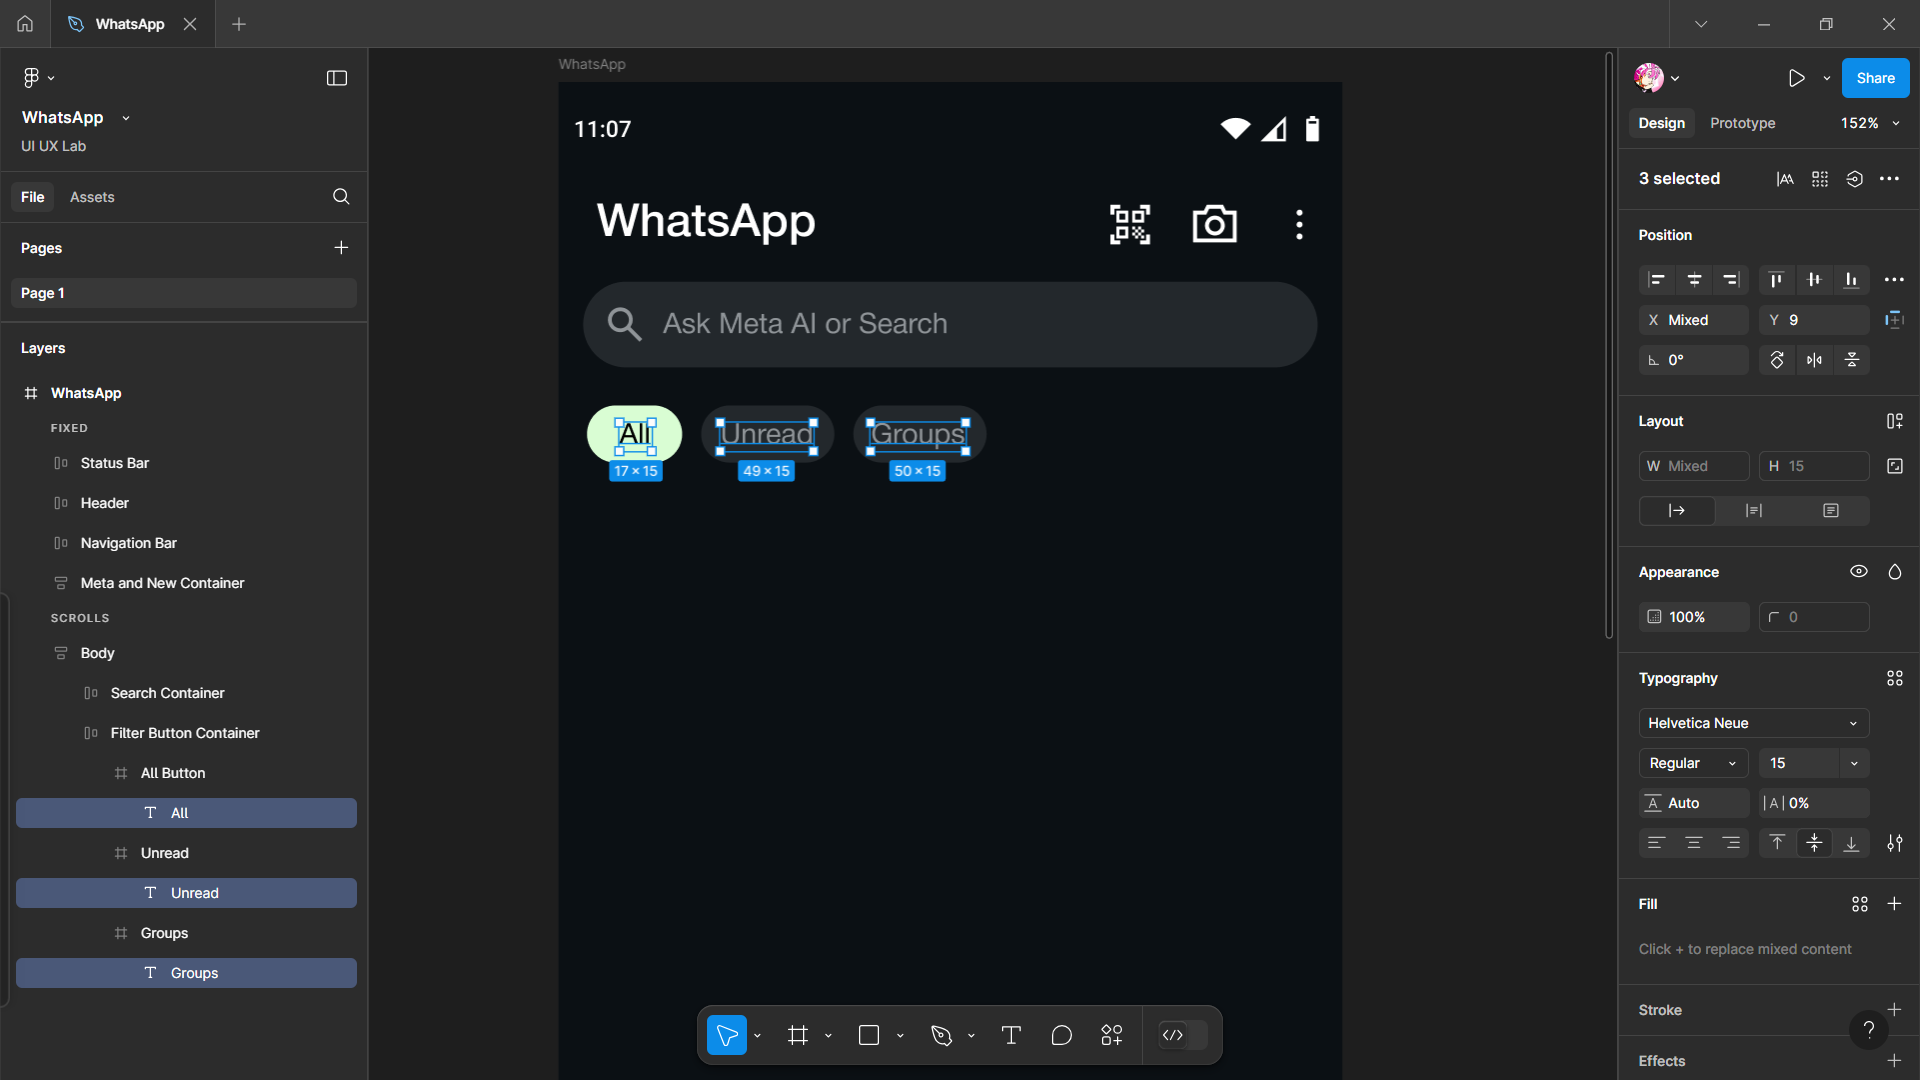 WhatsApp
WhatsApp
UI UX Lab
File
Assets
Pages
Page 1
Layers
WhatsApp
FIXED
Status Bar
Header
Navigation Bar
Meta and New Container
SCROLLS
Body
Search Container
Filter Button Container
All Button
All
Unread
Unread
Groups
Groups
WhatsApp
11:07
WhatsApp
Ask Meta AI or Search
All
Unread
Groups
17 × 15
49 × 15
50 × 15
Share
Design
Prototype
152%
3 selected
Position
X Mixed
Y 9
0°
Layout
W Mixed
H 15
Appearance
100%
0
Typography
Helvetica Neue
Regular
15
Auto
|A| 0%
Fill
Click + to replace mixed content
Stroke
Effects
?